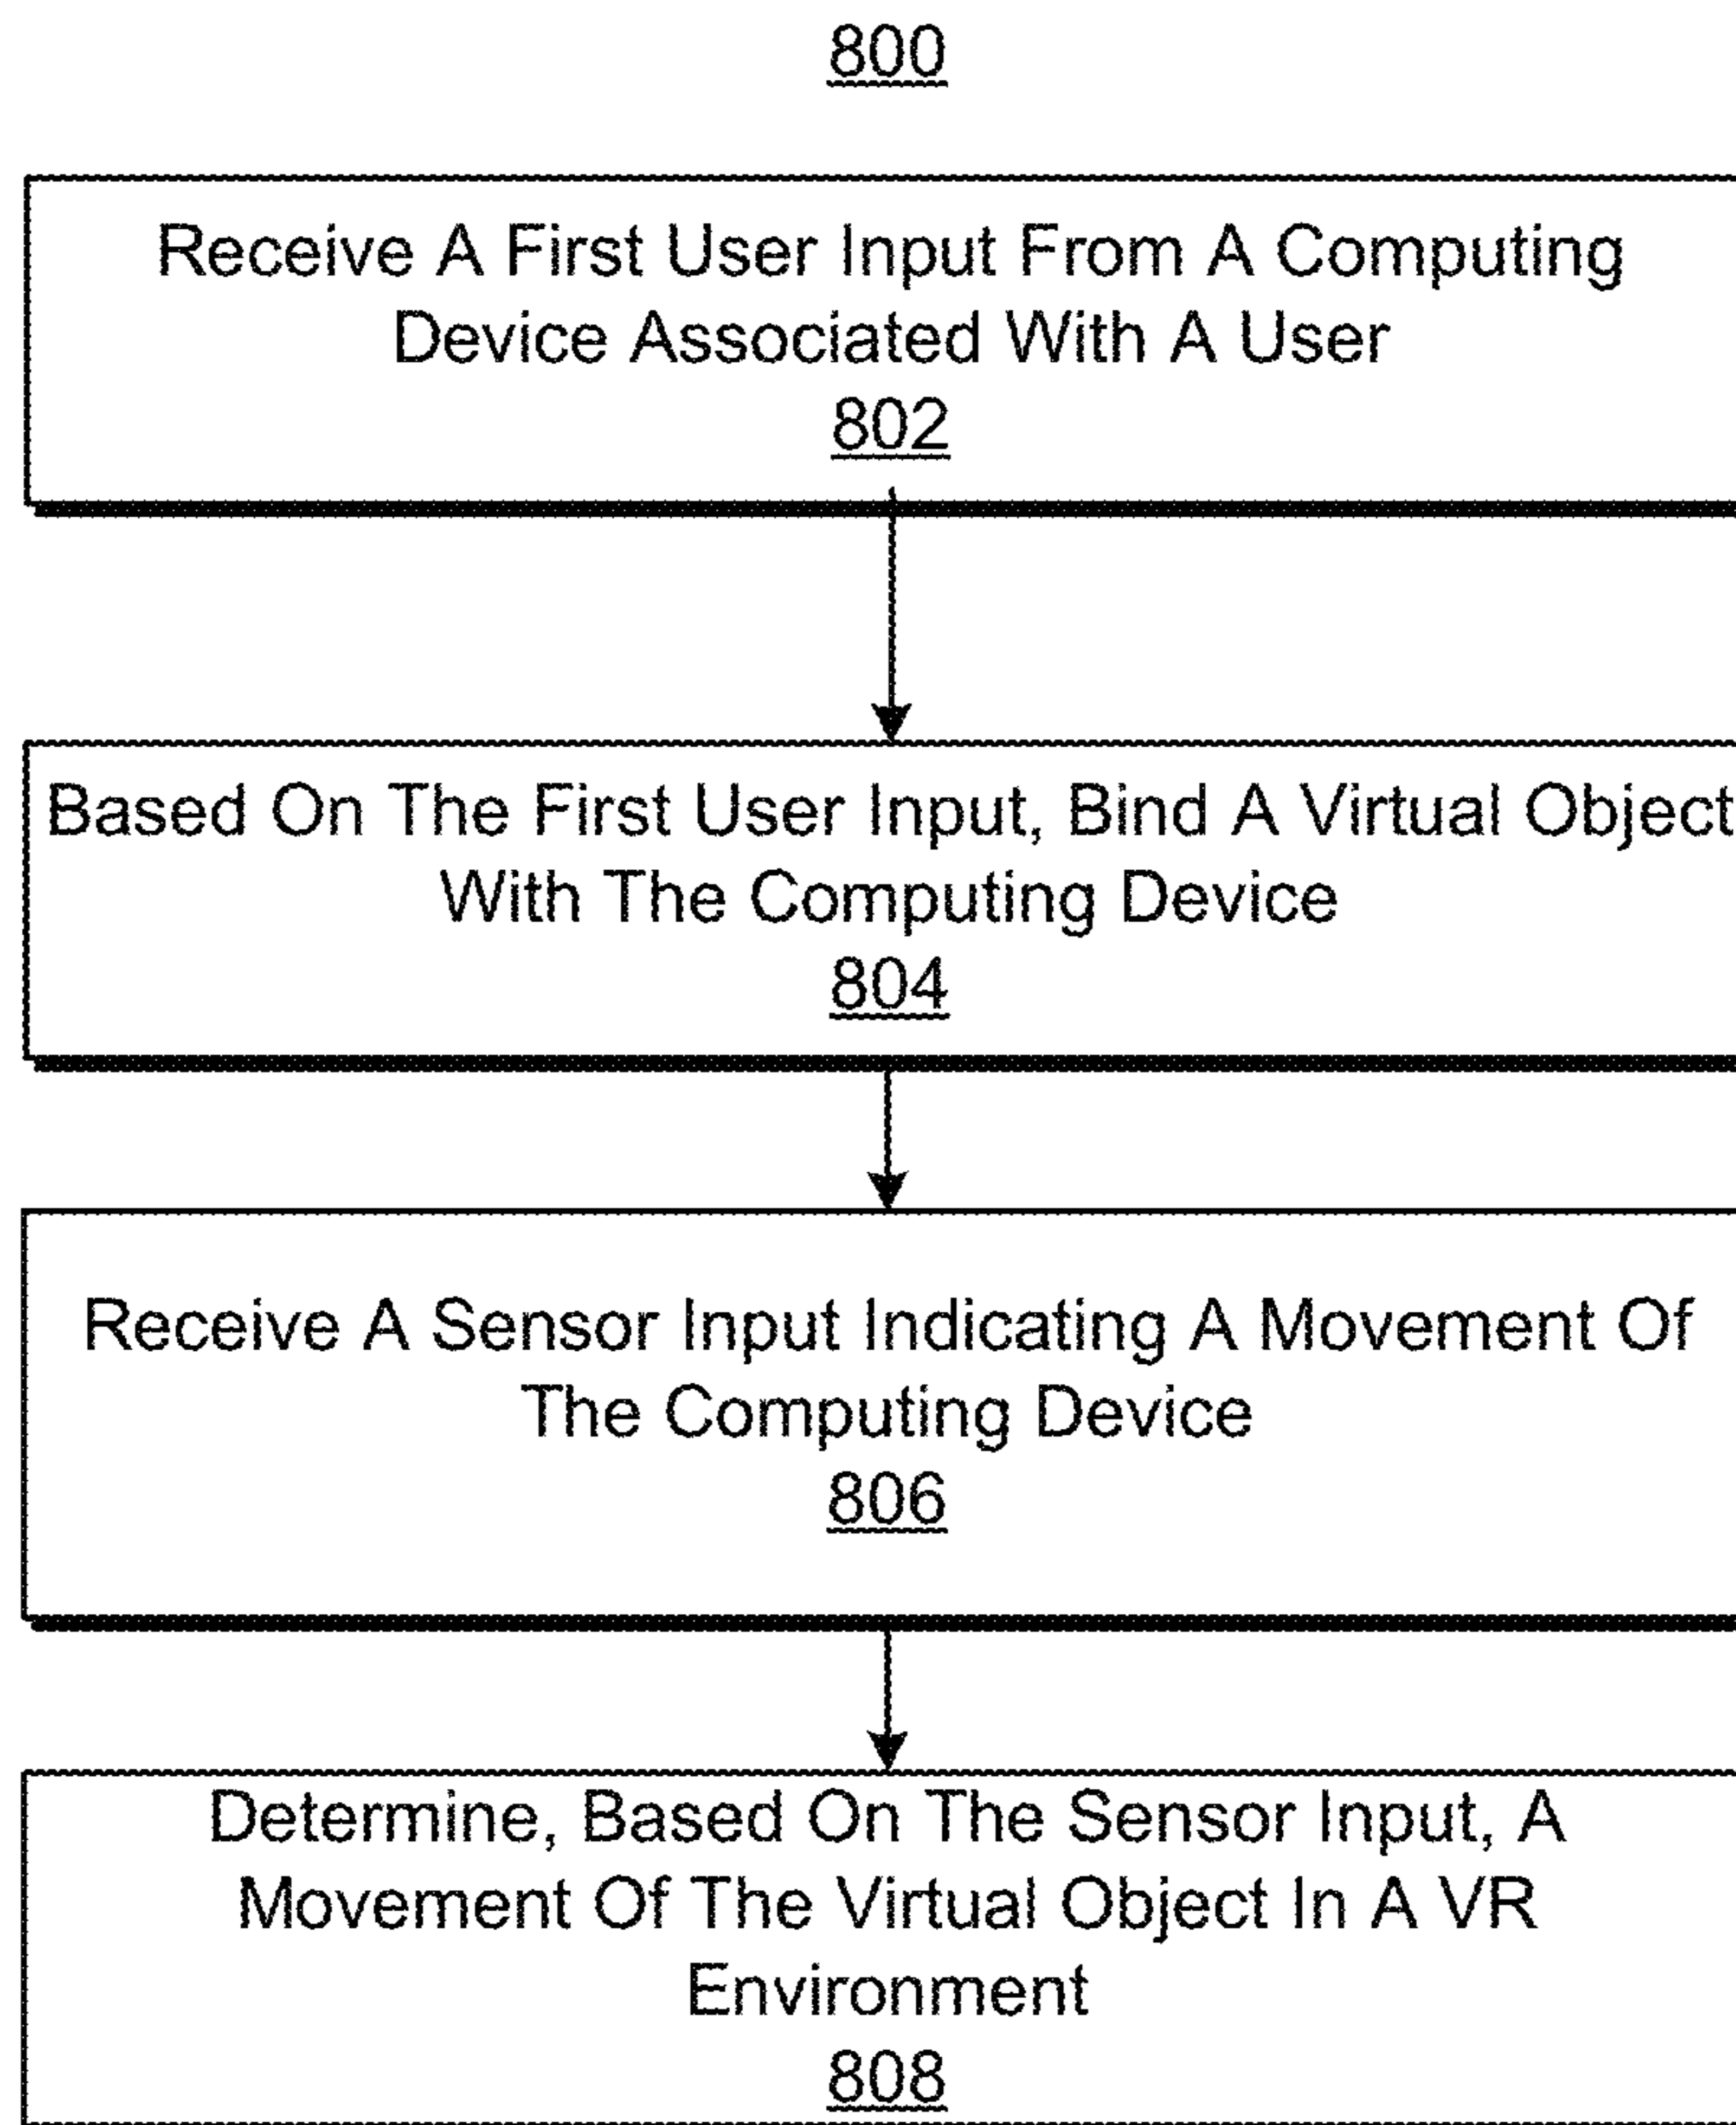 800
Receive A First User Input From A Computing
Device Associated With A User
802
Based On The First User Input, Bind A Virtual Object
With The Computing Device
804
Receive A Sensor Input Indicating A Movement Of
The Computing Device
806
Determine, Based On The Sensor Input, A
Movement Of The Virtual Object In A VR
Environment
808